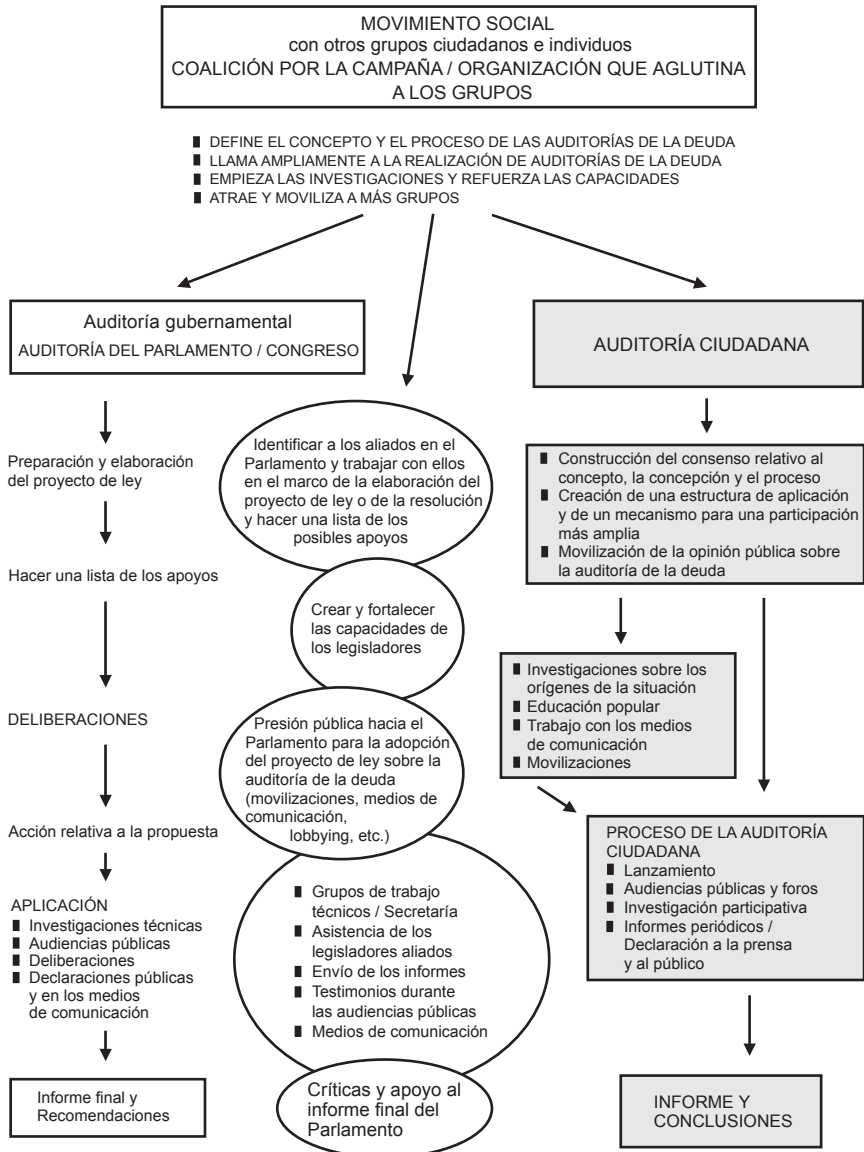 MOVIMIENTO SOCIAL
con otros grupos ciudadanos e individuos
COALICIÓN POR LA CAMPAÑA / ORGANIZACIÓN QUE AGLUTINA
A LOS GRUPOS
■ DEFINE EL CONCEPTO Y EL PROCESO DE LAS AUDITORÍAS DE LA DEUDA
■ LLAMA AMPLIAMENTE A LA REALIZACIÓN DE AUDITORÍAS DE LA DEUDA
■ EMPIEZA LAS INVESTIGACIONES Y REFUERZA LAS CAPACIDADES
■ ATRAE Y MOVILIZA A MÁS GRUPOS
Auditoría gubernamental
AUDITORÍA DEL PARLAMENTO / CONGRESO
Preparación y elaboración
del proyecto de ley
Hacer una lista de los apoyos
DELIBERACIONES
Acción relativa a la propuesta
APLICACIÓN
■ Investigaciones técnicas
■ Audiencias públicas
■ Deliberaciones
■ Declaraciones públicas
y en los medios
de comunicación
Informe final y
Recomendaciones
Identificar a los aliados en el
Parlamento y trabajar con ellos
en el marco de la elaboración del
proyecto de ley o de la resolución
y hacer una lista de los
posibles apoyos
Crear y fortalecer
las capacidades de
los legisladores
Presión pública hacia el
Parlamento para la adopción
del proyecto de ley sobre la
auditoría de la deuda
(movilizaciones, medios de
comunicación,
lobbying, etc.)
■ Grupos de trabajo
técnicos / Secretaría
■ Asistencia de los
legisladores aliados
■ Envío de los informes
■ Testimonios durante
las audiencias públicas
■ Medios de comunicación
Críticas y apoyo al
informe final del
Parlamento
AUDITORÍA CIUDADANA
■ Construcción del consenso relativo al
concepto, la concepción y el proceso
■ Creación de una estructura de aplicación
y de un mecanismo para una participación
más amplia
■ Movilización de la opinión pública sobre
la auditoría de la deuda
■ Investigaciones sobre los
orígenes de la situación
■ Educación popular
■ Trabajo con los medios
de comunicación
■ Movilizaciones
PROCESO DE LA AUDITORÍA
CIUDADANA
■ Lanzamiento
■ Audiencias públicas y foros
■ Investigación participativa
■ Informes periódicos /
Declaración a la prensa
y al público
INFORME Y
CONCLUSIONES